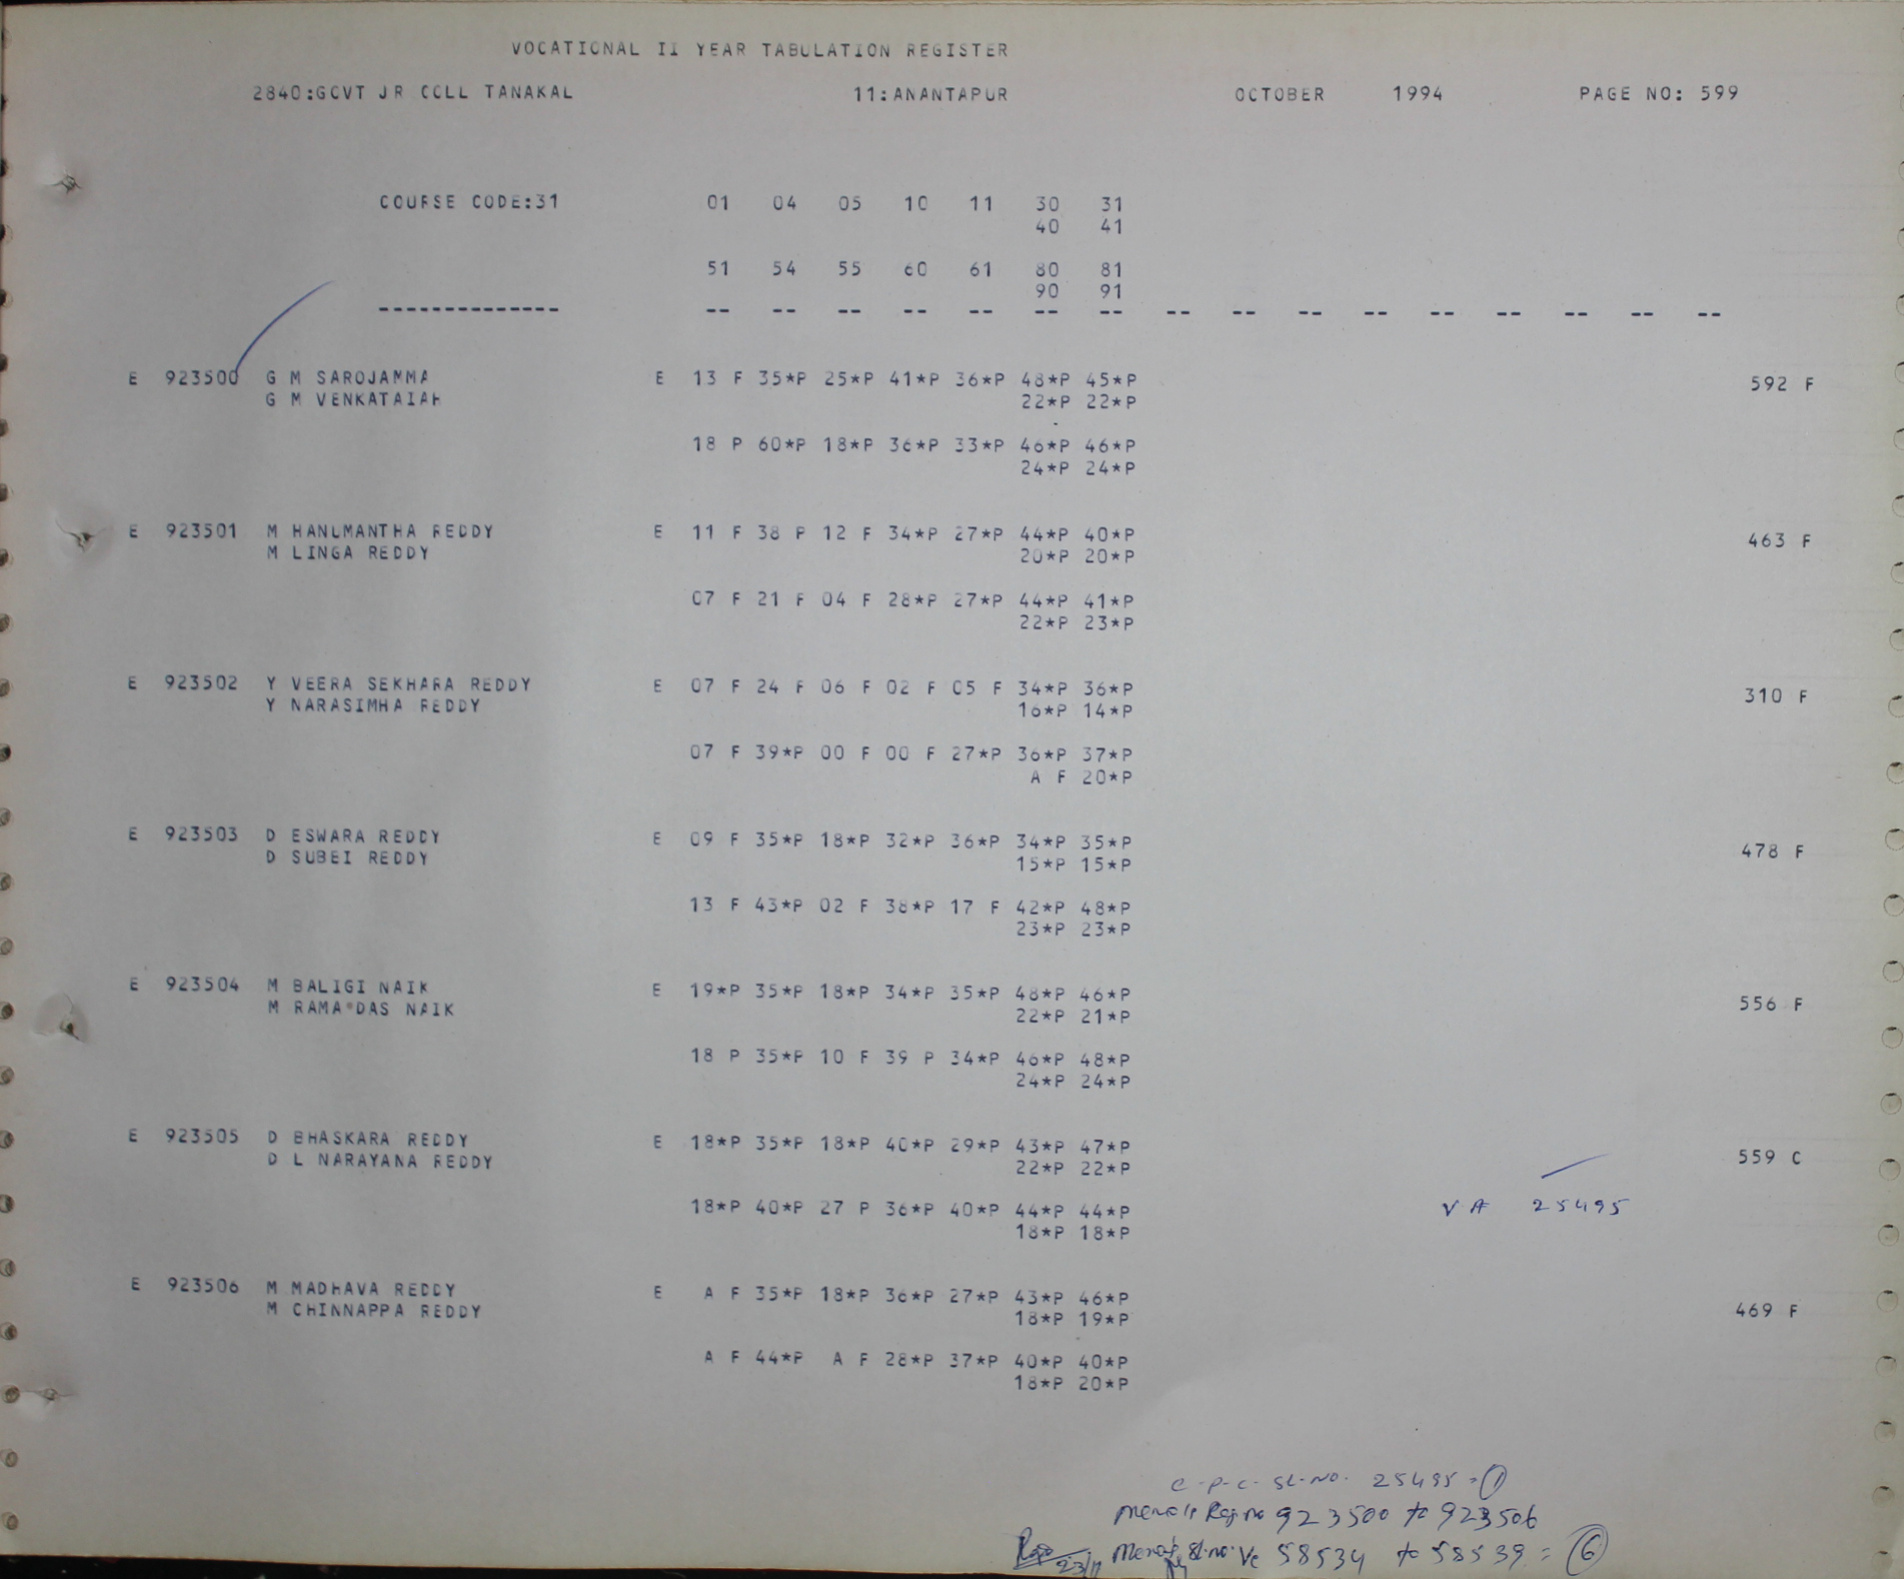 VOCATIONAL II YEAR TABULATION REGISTER
2840:GOVT JR COLL TANAKAL 11:ANANTAPUR OCTOBER 1994 PAGE NO: 599
COURSE CODE:31 01 04 05 10 11 30 31
40 41
51 54 55 60 61 80 81
90 91
-------------- -- -- -- -- -- -- -- -- -- -- -- -- -- -- -- --
E 923500 G M SAROJAMMA E 13 F 35*P 25*P 41*P 36*P 48*P 45*P 592 F
G M VENKATAIAH 22*P 22*P
18 P 60*P 18*P 36*P 33*P 46*P 46*P
24*P 24*P
E 923501 M HANUMANTHA REDDY E 11 F 38 P 12 F 34*P 27*P 44*P 40*P 463 F
M LINGA REDDY 20*P 20*P
07 F 21 F 04 F 28*P 27*P 44*P 41*P
22*P 23*P
E 923502 Y VEERA SEKHARA REDDY E 07 F 24 F 06 F 02 F 05 F 34*P 36*P 310 F
Y NARASIMHA REDDY 16*P 14*P
07 F 39*P 00 F 00 F 27*P 36*P 37*P
A F 20*P
E 923503 D ESWARA REDDY E 09 F 35*P 18*P 32*P 36*P 34*P 35*P 478 F
D SUBBI REDDY 15*P 15*P
13 F 43*P 02 F 38*P 17 F 42*P 48*P
23*P 23*P
E 923504 M BALIGI NAIK E 19*P 35*P 18*P 34*P 35*P 48*P 46*P 556 F
M RAMA DAS NAIK 22*P 21*P
18 P 35*P 10 F 39 P 34*P 46*P 48*P
24*P 24*P
E 923505 D BHASKARA REDDY E 18*P 35*P 18*P 40*P 29*P 43*P 47*P 559 C
D L NARAYANA REDDY 22*P 22*P
18*P 40*P 27 P 36*P 40*P 44*P 44*P V A 25495
18*P 18*P
E 923506 M MADHAVA REDDY E A F 35*P 18*P 36*P 27*P 43*P 46*P 469 F
M CHINNAPPA REDDY 18*P 19*P
A F 44*P A F 28*P 37*P 40*P 40*P
18*P 20*P
C-P-C- SL-NO. 25495 = 1
Memo's Reg no 923500 to 923506
23/11 Memo's Sl.no: Vc 58534 to 58539 = 6